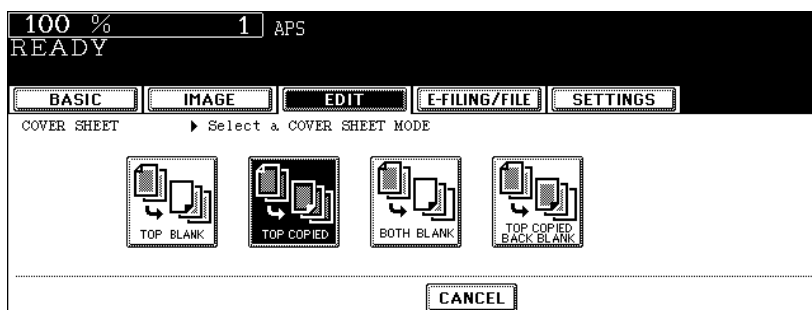 100 % 1 APS
READY
BASIC IMAGE EDIT E-FILING/FILE SETTINGS
COVER SHEET ▶ Select a COVER SHEET MODE
TOP BLANK
TOP COPIED
BOTH BLANK
TOP COPIED
BACK BLANK
CANCEL